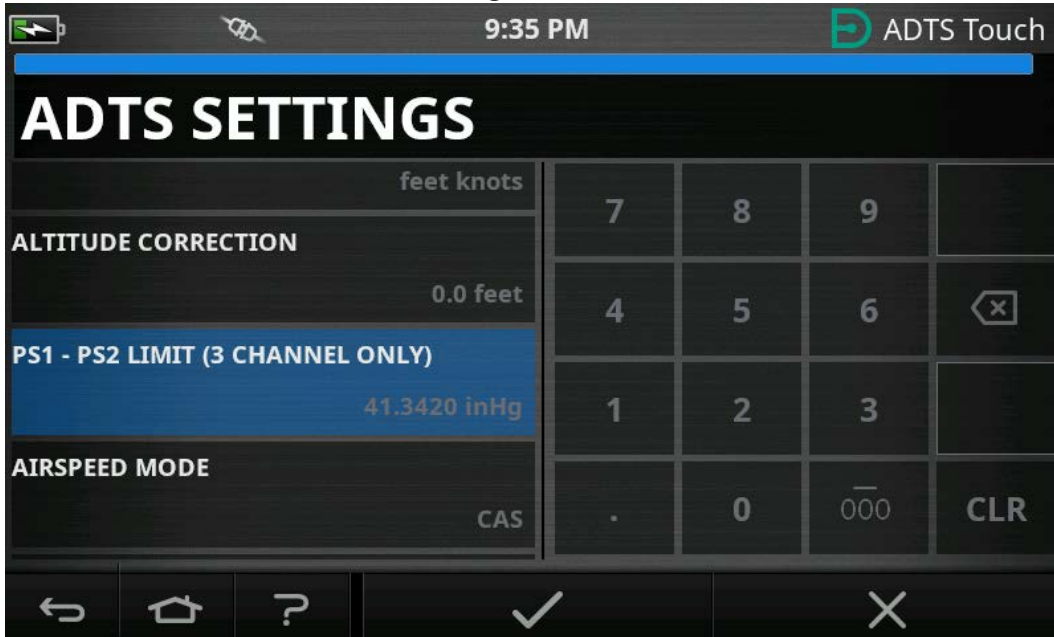 9:35 PM
ADTS Touch
ADTS SETTINGS
feet knots
ALTITUDE CORRECTION
0.0 feet
PS1 - PS2 LIMIT (3 CHANNEL ONLY)
41.3420 inHg
AIRSPEED MODE
CAS
7 8 9
4 5 6
1 2 3
. 0 000 CLR
?